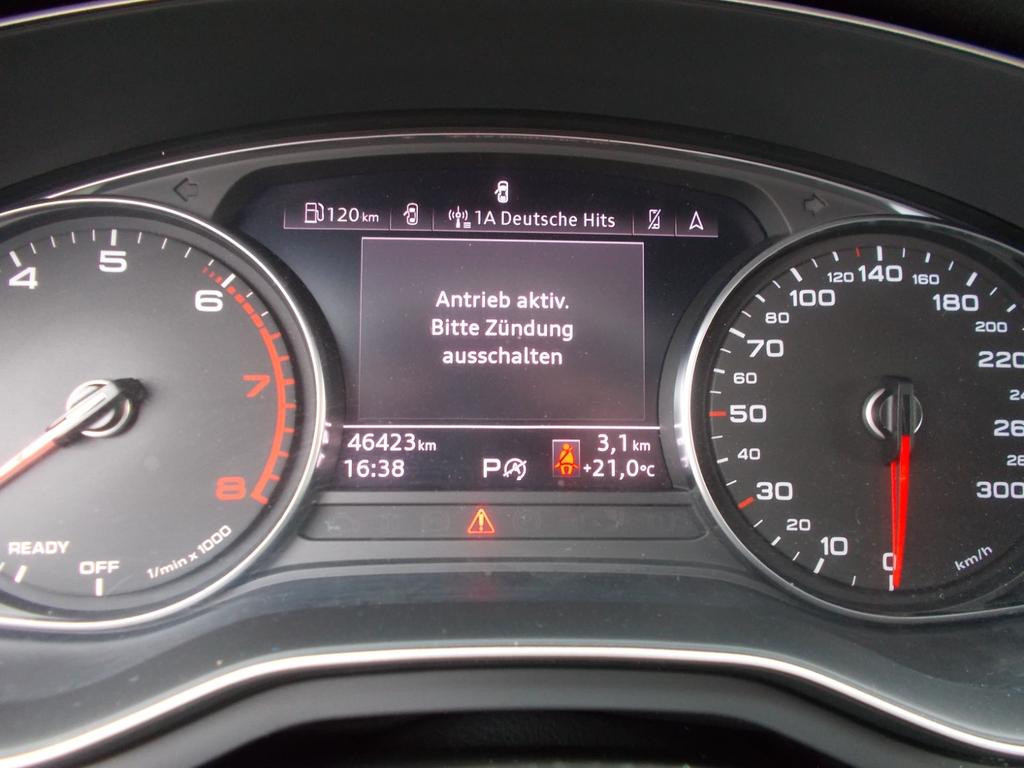 120 km
1A Deutsche Hits
Antrieb aktiv.
Bitte Zündung
ausschalten
46423 km
16:38
P
3,1 km
+21,0°C
4
5
6
7
8
1/min x 1000
READY
OFF
0
10
20
30
40
50
60
70
80
100
120
140
160
180
200
220
300
km/h